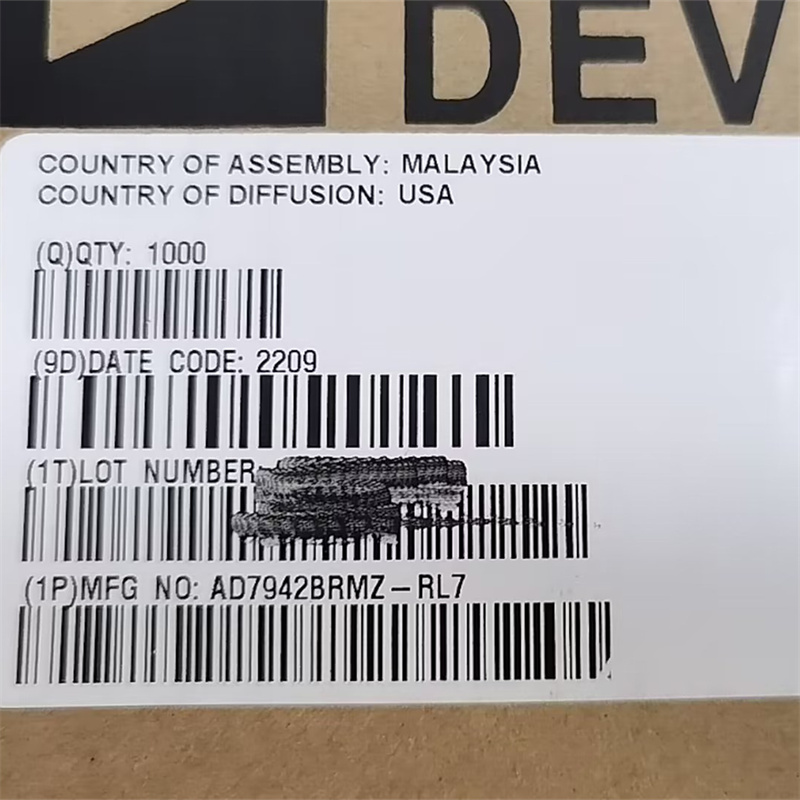 DEV
COUNTRY OF ASSEMBLY: MALAYSIA
COUNTRY OF DIFFUSION: USA
(Q)QTY: 1000
(9D)DATE CODE: 2209
(1T)LOT NUMBER
(1P)MFG NO: AD7942BRMZ-RL7